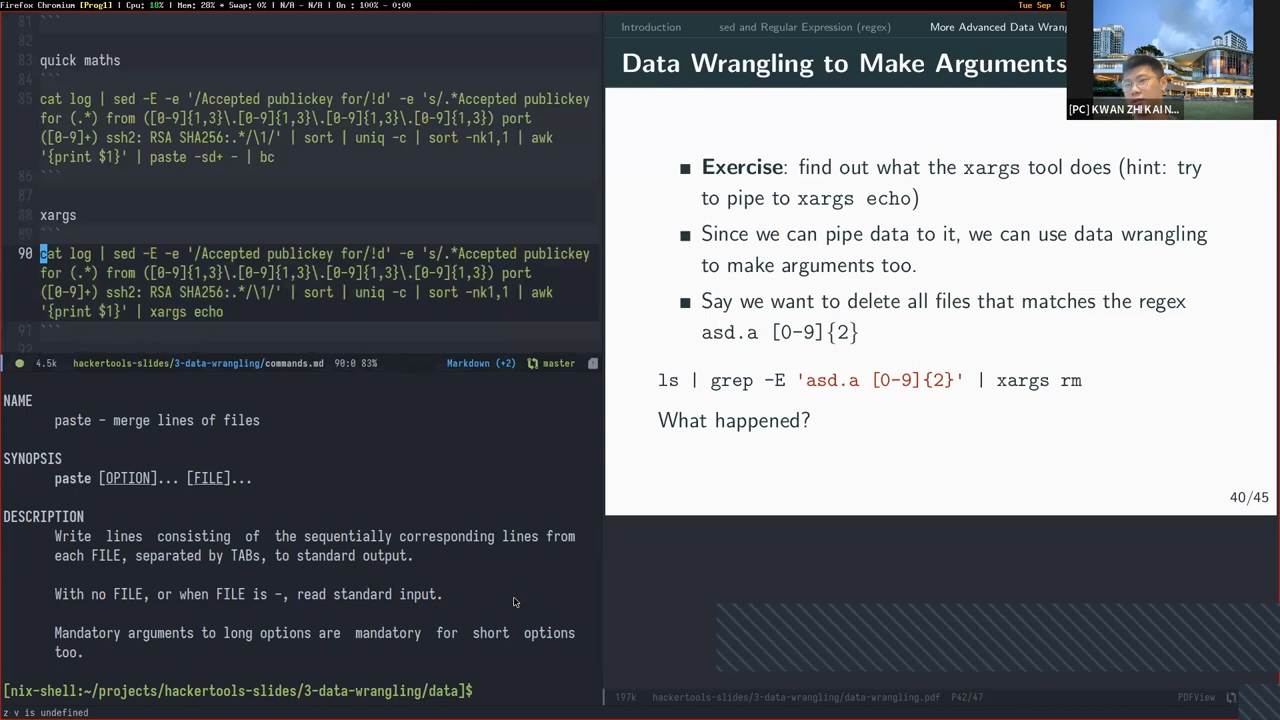 Firefox Chromium [Prog1] | Cpu: 18% | Mem: 28% * Swap: 0% | N/A - N/A | On : 100% - 0:00
Tue Sep 6
81 ```
82
83 quick maths
84 ```
85 cat log | sed -E -e '/Accepted publickey for/!d' -e 's/.*Accepted publickey
for (.*) from ([0-9]{1,3}\.[0-9]{1,3}\.[0-9]{1,3}\.[0-9]{1,3}) port
([0-9]+) ssh2: RSA SHA256:.*/\1/' | sort | uniq -c | sort -nk1,1 | awk
'{print $1}' | paste -sd+ - | bc
86 ```
87
88 xargs
89 ```
90 cat log | sed -E -e '/Accepted publickey for/!d' -e 's/.*Accepted publickey
for (.*) from ([0-9]{1,3}\.[0-9]{1,3}\.[0-9]{1,3}\.[0-9]{1,3}) port
([0-9]+) ssh2: RSA SHA256:.*/\1/' | sort | uniq -c | sort -nk1,1 | awk
'{print $1}' | xargs echo
91 ```
92
4.5k hackertools-slides/3-data-wrangling/commands.md 90:0 83% Markdown (+2) master
NAME
paste - merge lines of files
SYNOPSIS
paste [OPTION]... [FILE]...
DESCRIPTION
Write lines consisting of the sequentially corresponding lines from
each FILE, separated by TABs, to standard output.
With no FILE, or when FILE is -, read standard input.
Mandatory arguments to long options are mandatory for short options
too.
[nix-shell:~/projects/hackertools-slides/3-data-wrangling/data]$
z v is undefined
Introduction sed and Regular Expression (regex) More Advanced Data
Data Wrangling to Make Arguments
[PC] KWAN ZHI KAI N...
■ Exercise: find out what the xargs tool does (hint: try
to pipe to xargs echo)
■ Since we can pipe data to it, we can use data wrangling
to make arguments too.
■ Say we want to delete all files that matches the regex
asd.a [0-9]{2}
ls | grep -E 'asd.a [0-9]{2}' | xargs rm
What happened?
40/45
197k hackertools-slides/3-data-wrangling/data-wrangling.pdf P42/47 PDFView